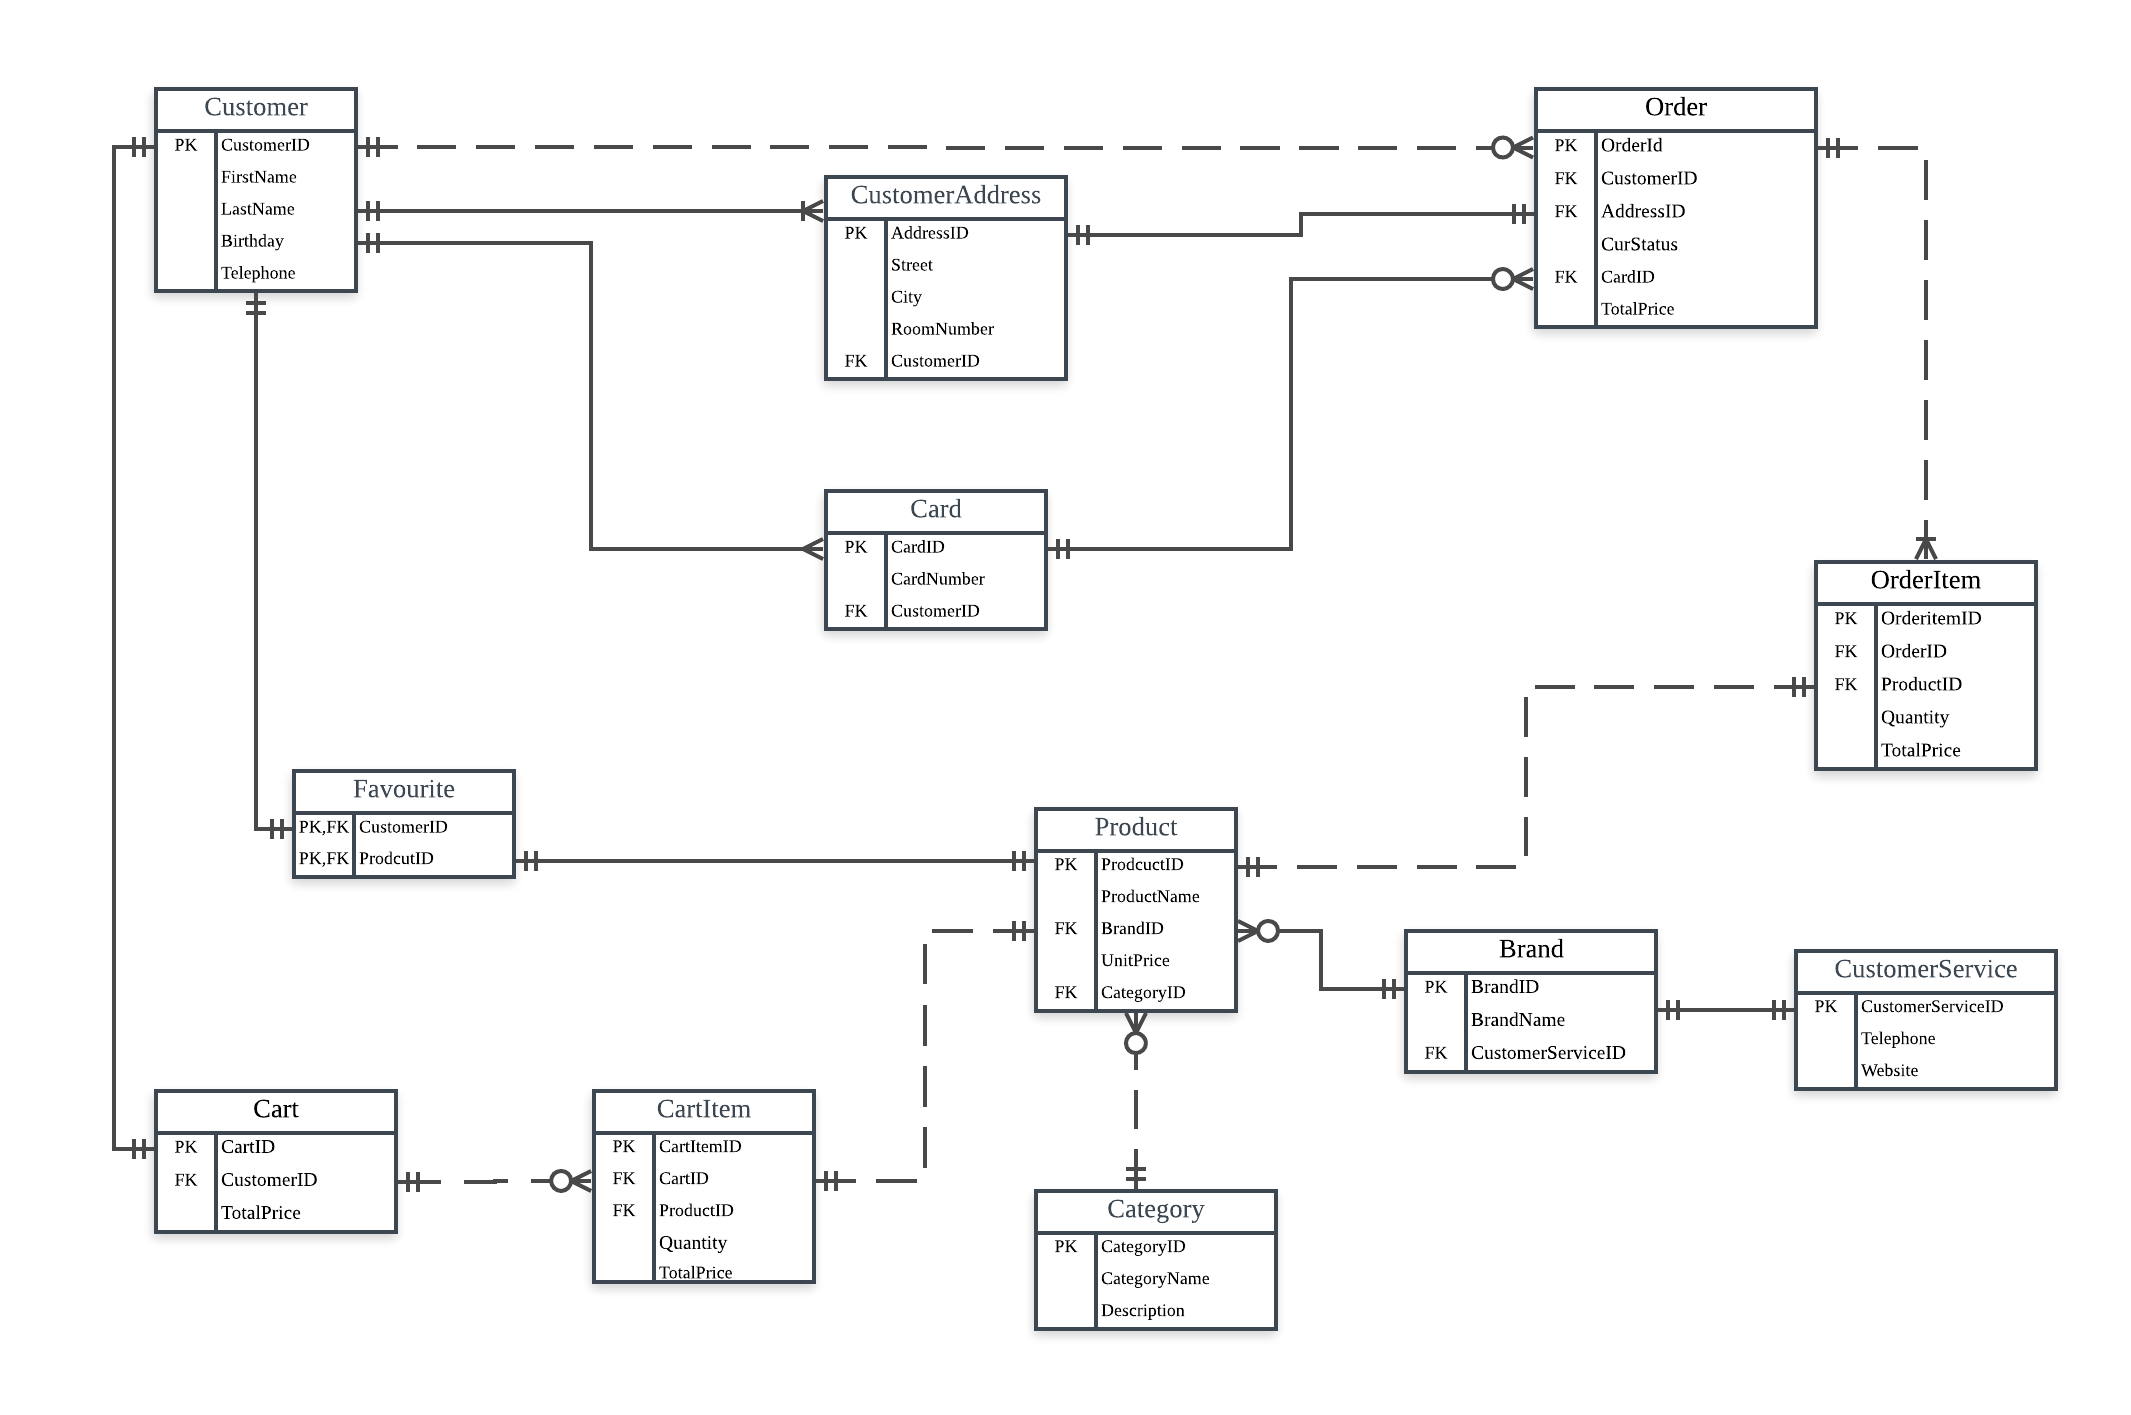 Customer
PK CustomerID
FirstName
LastName
Birthday
Telephone
Order
PK OrderId
FK CustomerID
FK AddressID
CurStatus
FK CardID
TotalPrice
CustomerAddress
PK AddressID
Street
City
RoomNumber
FK CustomerID
Card
PK CardID
CardNumber
FK CustomerID
OrderItem
PK OrderitemID
FK OrderID
FK ProductID
Quantity
TotalPrice
Favourite
PK,FK CustomerID
PK,FK ProdcutID
Product
PK ProdcuctID
ProductName
FK BrandID
UnitPrice
FK CategoryID
Brand
PK BrandID
BrandName
FK CustomerServiceID
CustomerService
PK CustomerServiceID
Telephone
Website
Cart
PK CartID
FK CustomerID
TotalPrice
CartItem
PK CartItemID
FK CartID
FK ProductID
Quantity
TotalPrice
Category
PK CategoryID
CategoryName
Description